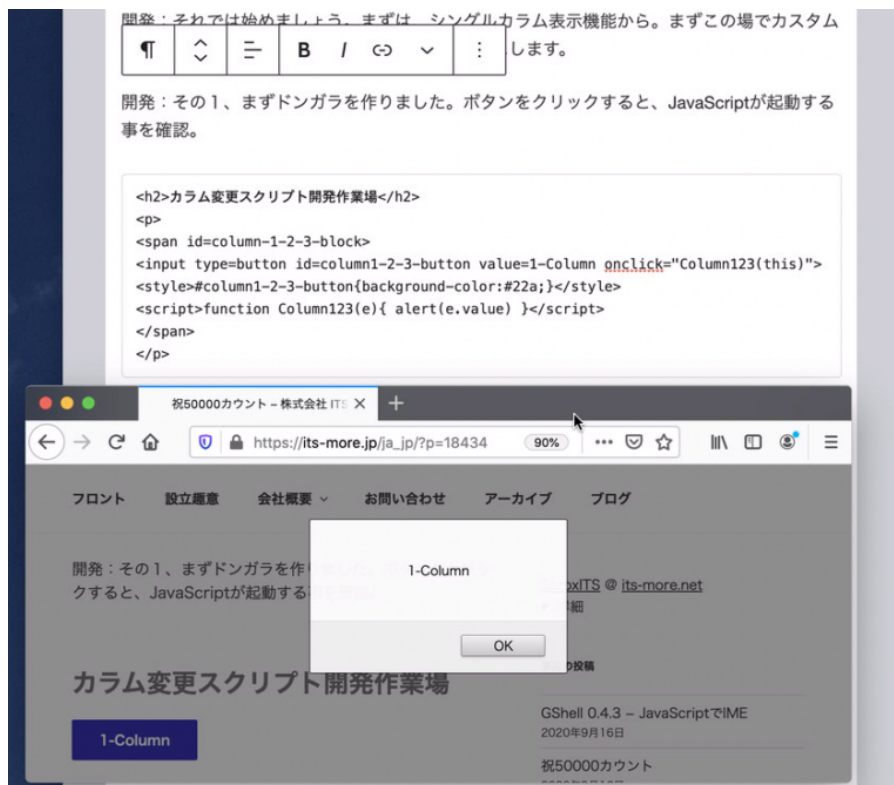 開発：それでは始めましょう。まずは、シングルカラム表示機能から。まずこの場でカスタム
B I
します。
開発：その１、まずドンガラを作りました。ボタンをクリックすると、JavaScriptが起動する
事を確認。
<h2>カラム変更スクリプト開発作業場</h2>
<p>
<span id=column-1-2-3-block>
<input type=button id=column1-2-3-button value=1-Column onclick="Column123(this)">
<style>#column1-2-3-button{background-color:#22a;}</style>
<script>function Column123(e){ alert(e.value) }</script>
</span>
</p>
祝50000カウント – 株式会社 ITS
https://its-more.jp/ja_jp/?p=18434 90%
フロント 設立趣意 会社概要 お問い合わせ アーカイブ ブログ
開発：その１、まずドンガラを作り
クすると、JavaScriptが起動する
1-Column
OK
oxITS @ its-more.net
詳細
の投稿
カラム変更スクリプト開発作業場
1-Column
GShell 0.4.3 – JavaScriptでIME
2020年9月16日
祝50000カウント